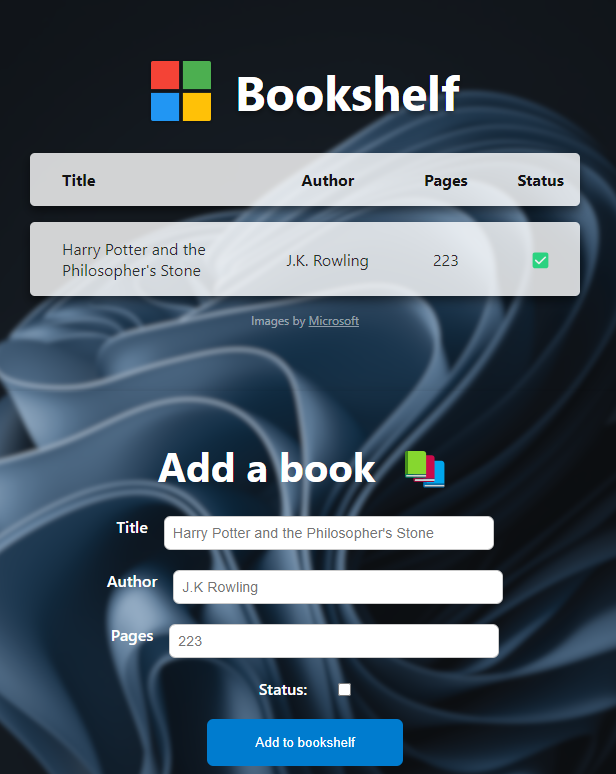 Bookshelf
Title Author Pages Status
Harry Potter and the
Philosopher's Stone
J.K. Rowling 223
Images by Microsoft
Add a book
Title Harry Potter and the Philosopher's Stone
Author J.K Rowling
Pages 223
Status:
Add to bookshelf